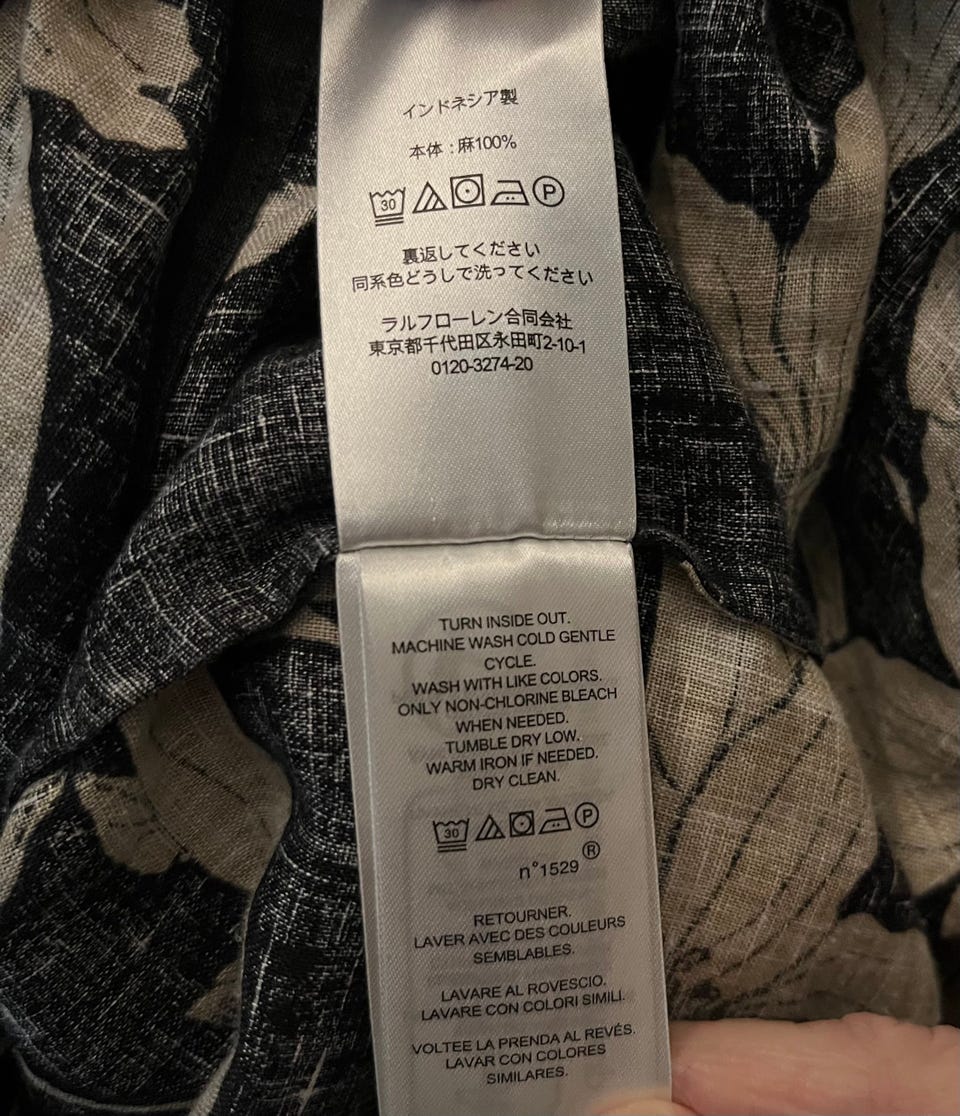 インドネシア製
本体 : 麻100%
30 P
裏返してください
同系色どうしで洗ってください
ラルフローレン合同会社
東京都千代田区永田町2-10-1
0120-3274-20
TURN INSIDE OUT.
MACHINE WASH COLD GENTLE
CYCLE.
WASH WITH LIKE COLORS.
ONLY NON-CHLORINE BLEACH
WHEN NEEDED.
TUMBLE DRY LOW.
WARM IRON IF NEEDED.
DRY CLEAN.
30 P
®
n°1529
RETOURNER.
LAVER AVEC DES COULEURS
SEMBLABLES.
LAVARE AL ROVESCIO.
LAVARE CON COLORI SIMILI.
VOLTEE LA PRENDA AL REVÉS.
LAVAR CON COLORES
SIMILARES.